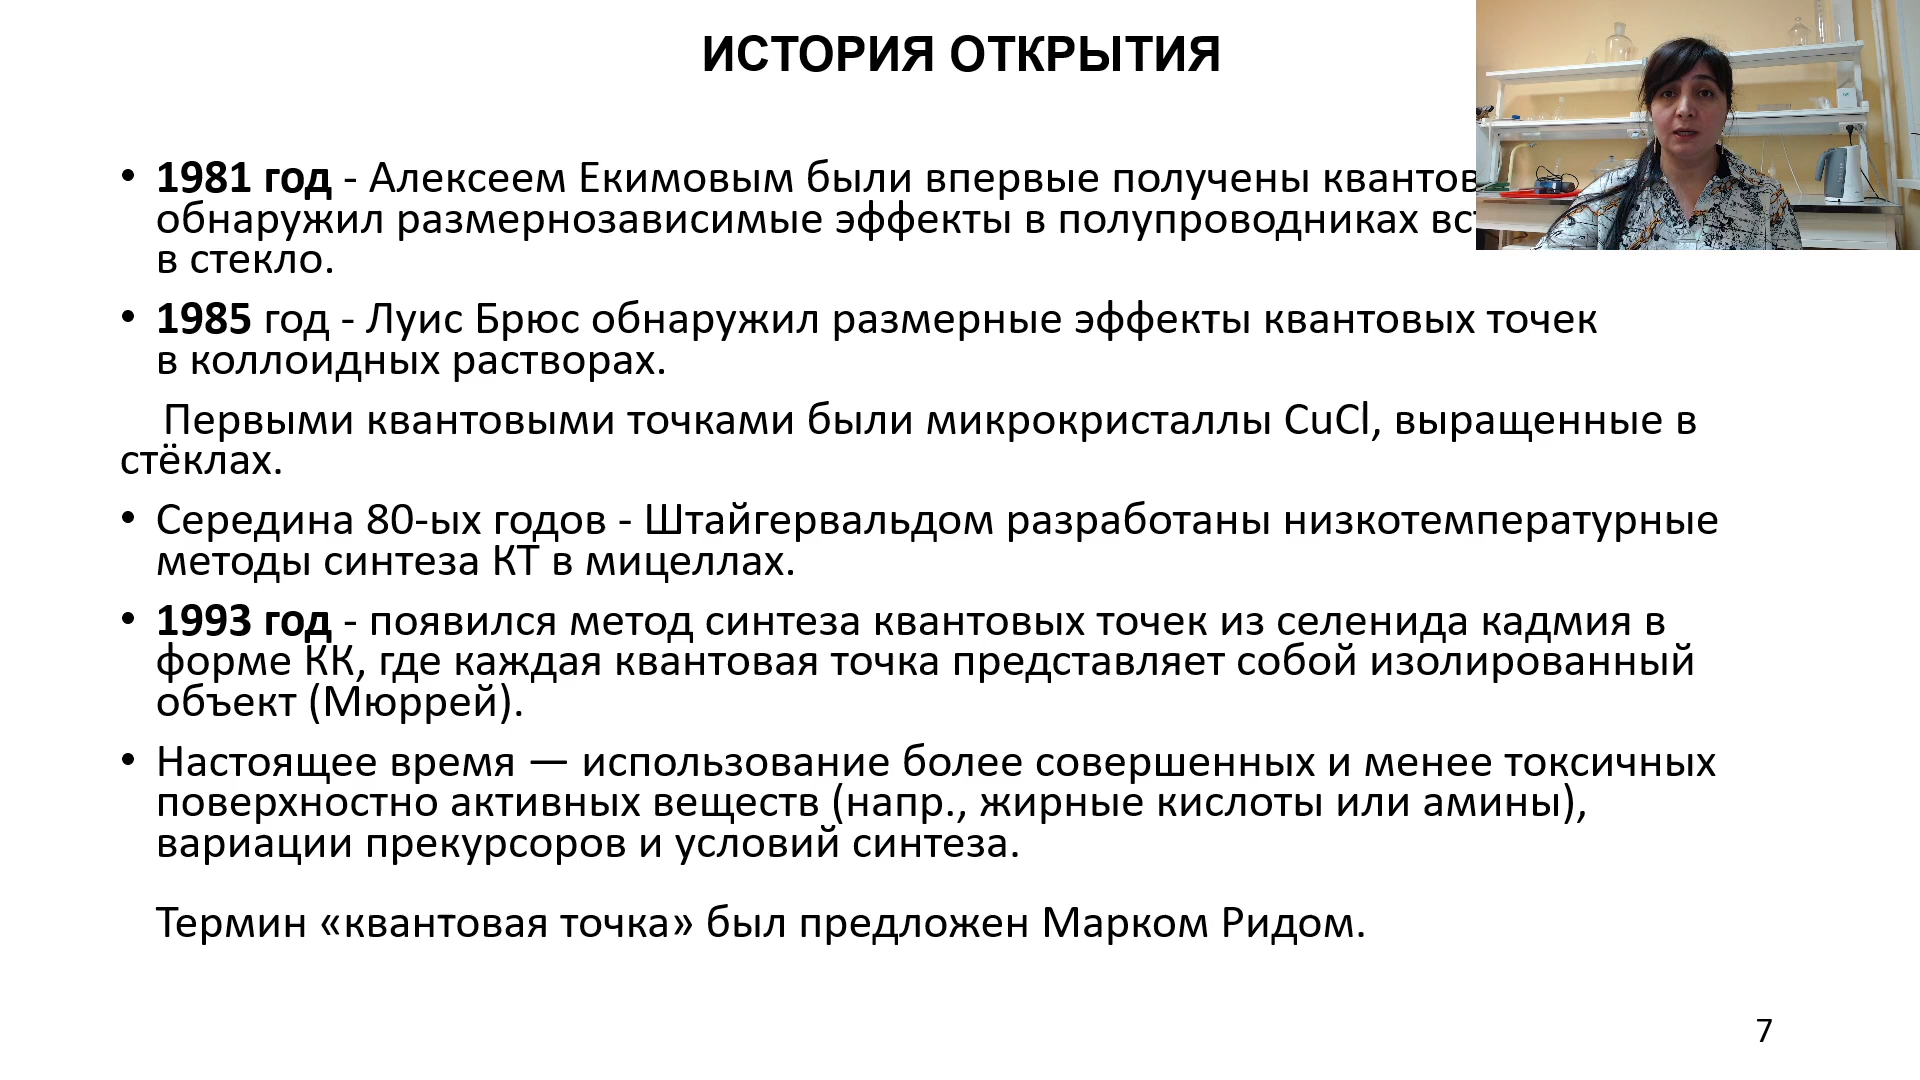 ИСТОРИЯ ОТКРЫТИЯ
• 1981 год - Алексеем Екимовым были впервые получены
обнаружил размернозависимые эффекты в полупроводниках
в стекло.
• 1985 год - Луис Брюс обнаружил размерные эффекты квантовых точек
в коллоидных растворах.
Первыми квантовыми точками были микрокристаллы CuCl, выращенные в
стёклах.
• Середина 80-ых годов - Штайгервальдом разработаны низкотемпературные
методы синтеза КТ в мицеллах.
• 1993 год - появился метод синтеза квантовых точек из селенида кадмия в
форме КК, где каждая квантовая точка представляет собой изолированный
объект (Мюррей).
• Настоящее время — использование более совершенных и менее токсичных
поверхностно активных веществ (напр., жирные кислоты или амины),
вариации прекурсоров и условий синтеза.
Термин «квантовая точка» был предложен Марком Ридом.
7